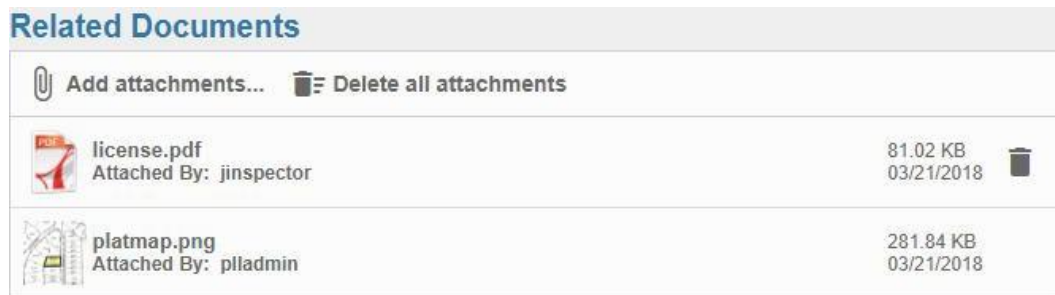 Related Documents
Add attachments... Delete all attachments
PDF
license.pdf 81.02 KB
Attached By: jinspector 03/21/2018
platmap.png 281.84 KB
Attached By: plladmin 03/21/2018